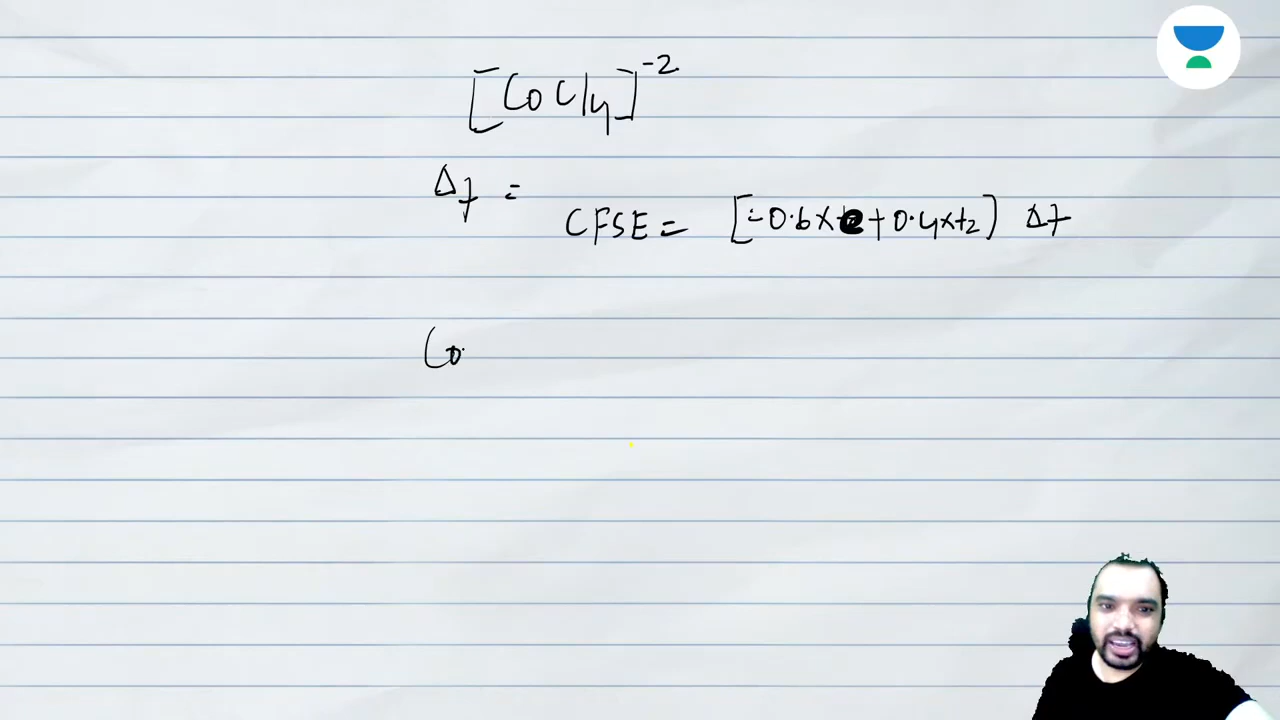 [CoCl4]^-2
Δt =
CFSE = [-0.6×e+0.4×t2) Δt
Co